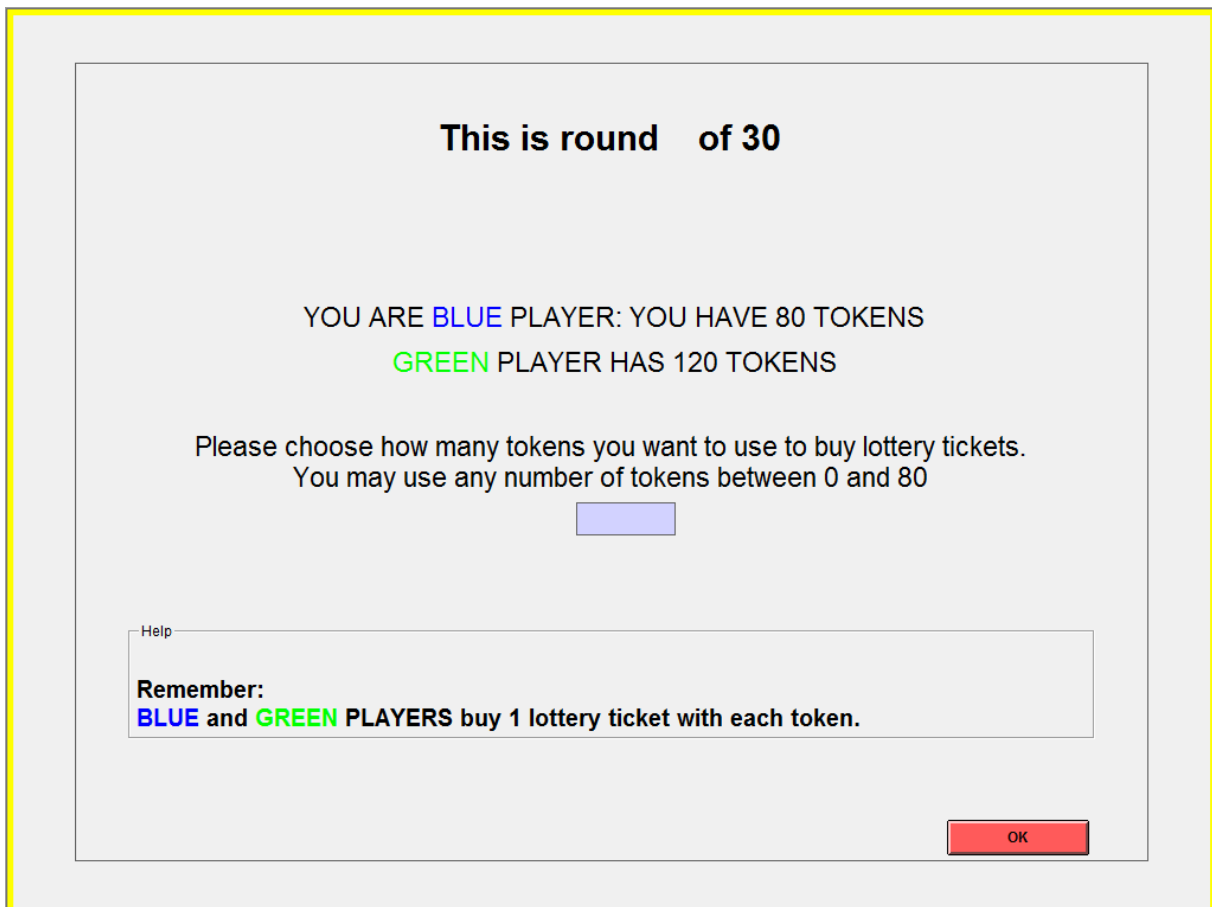 This is round of 30
YOU ARE BLUE PLAYER: YOU HAVE 80 TOKENS
GREEN PLAYER HAS 120 TOKENS
Please choose how many tokens you want to use to buy lottery tickets.
You may use any number of tokens between 0 and 80
Help
Remember:
BLUE and GREEN PLAYERS buy 1 lottery ticket with each token.
OK